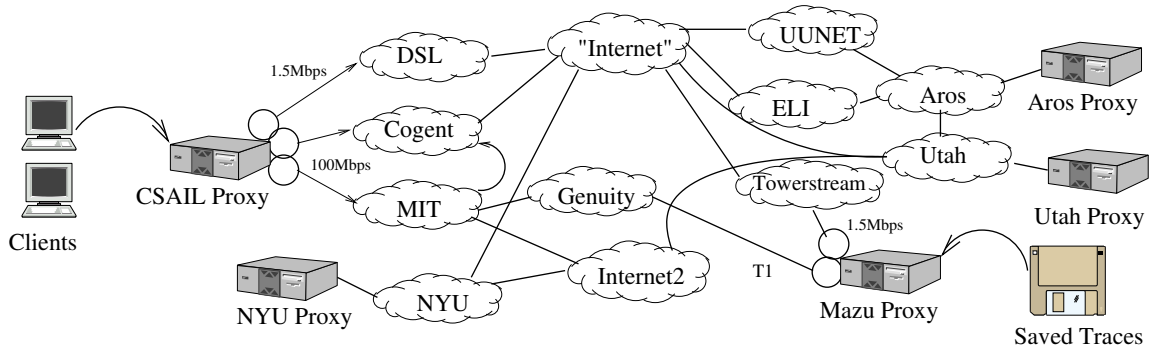 UUNET
DSL
"Internet"
1.5Mbps
ELI
Aros
Aros Proxy
Cogent
Utah
100Mbps
CSAIL Proxy
MIT
Genuity
Towerstream
Clients
1.5Mbps
Utah Proxy
Internet2
T1
NYU
NYU Proxy
Mazu Proxy
Saved Traces